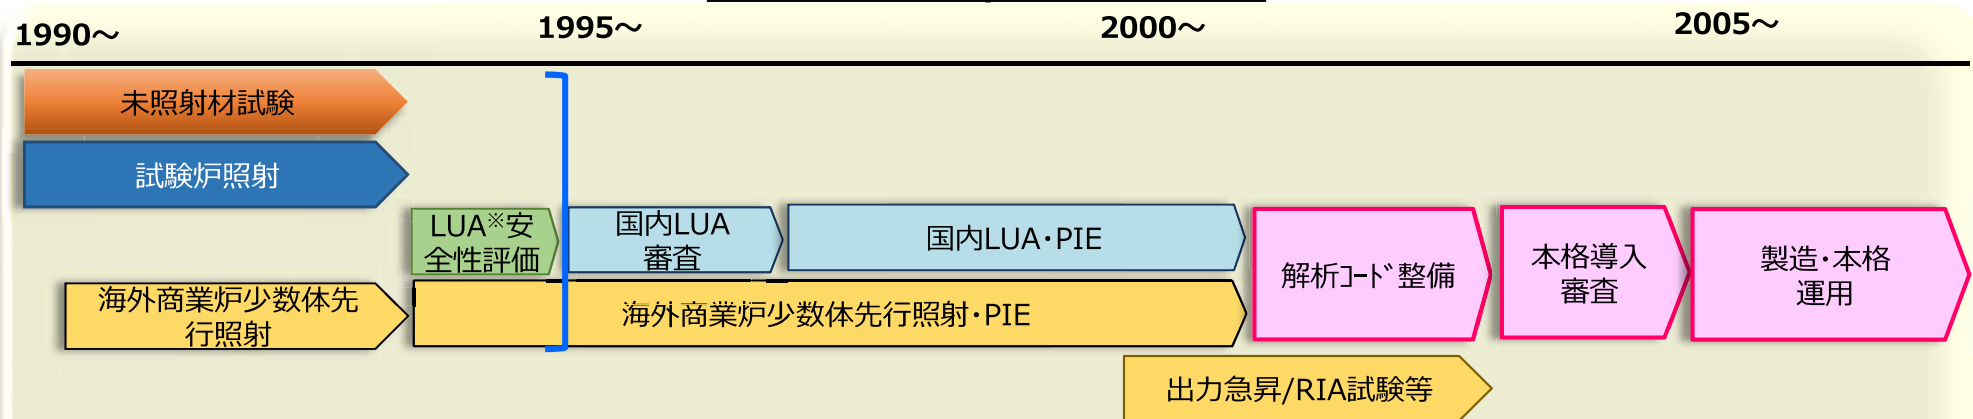 1990~
1995~
2000~
2005~
未照射材試験
試験炉照射
LUA※安
全性評価
国内LUA
審査
国内LUA・PIE
解析ｺｰﾄﾞ整備
本格導入
審査
製造・本格
運用
海外商業炉少数体先
行照射
海外商業炉少数体先行照射・PIE
出力急昇/RIA試験等